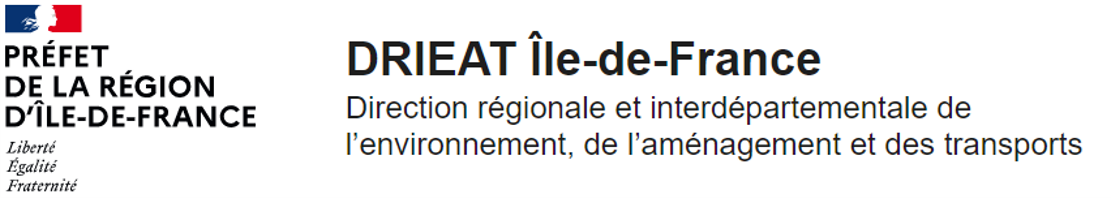 PRÉFET
DE LA RÉGION
D'ÎLE-DE-FRANCE
Liberté
Égalité
Fraternité
DRIEAT Île-de-France
Direction régionale et interdépartementale de
l'environnement, de l'aménagement et des transports